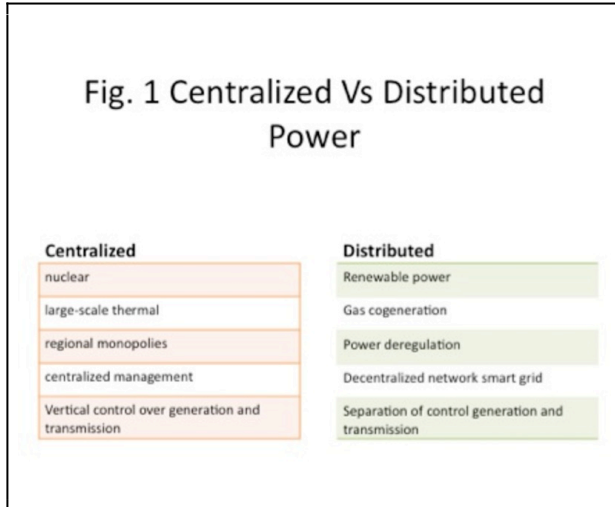 Fig. 1 Centralized Vs Distributed
Power
Centralized
nuclear
large-scale thermal
regional monopolies
centralized management
Vertical control over generation and
transmission
Distributed
Renewable power
Gas cogeneration
Power deregulation
Decentralized network smart grid
Separation of control generation and
transmission